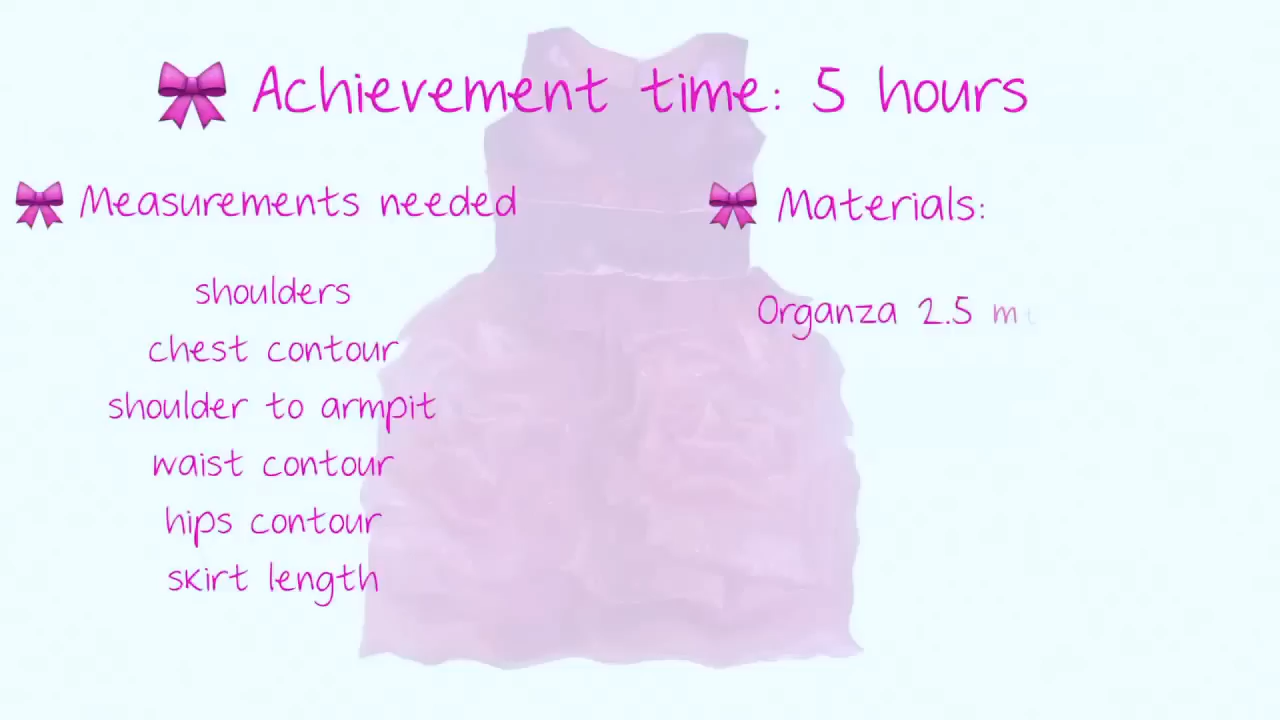 🎀 Achievement time: 5 hours
🎀 Measurements needed
shoulders
chest contour
shoulder to armpit
waist contour
hips contour
skirt length
🎀 Materials:
Organza 2.5